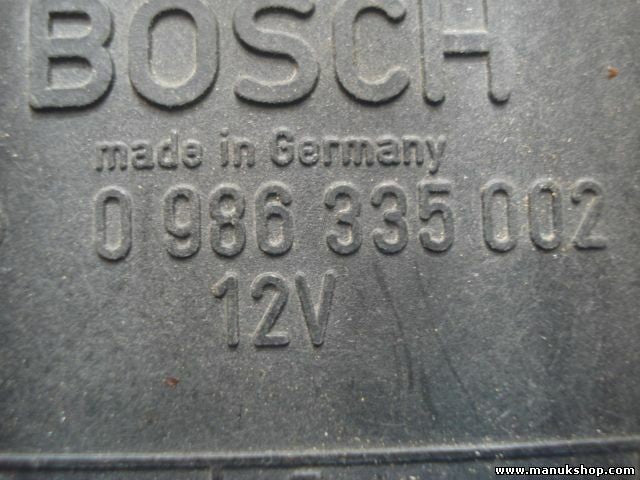 BOSCH
made in Germany
0 986 335 002
12V
www.manukshop.com